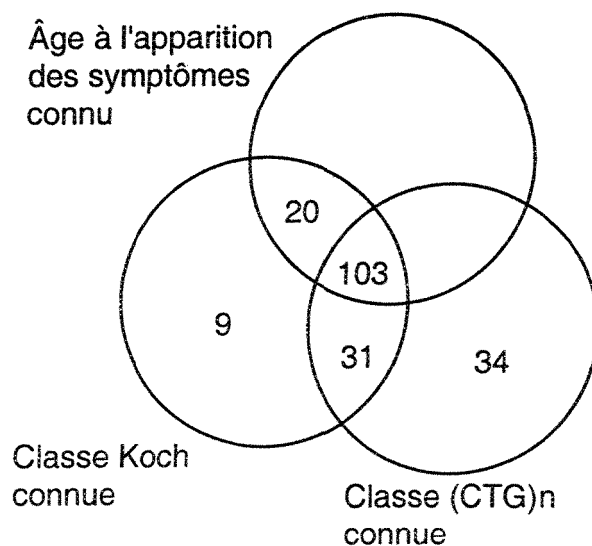 Âge à l'apparition
des symptômes
connu
20
103
9
31
34
Classe Koch
connue
Classe (CTG)n
connue